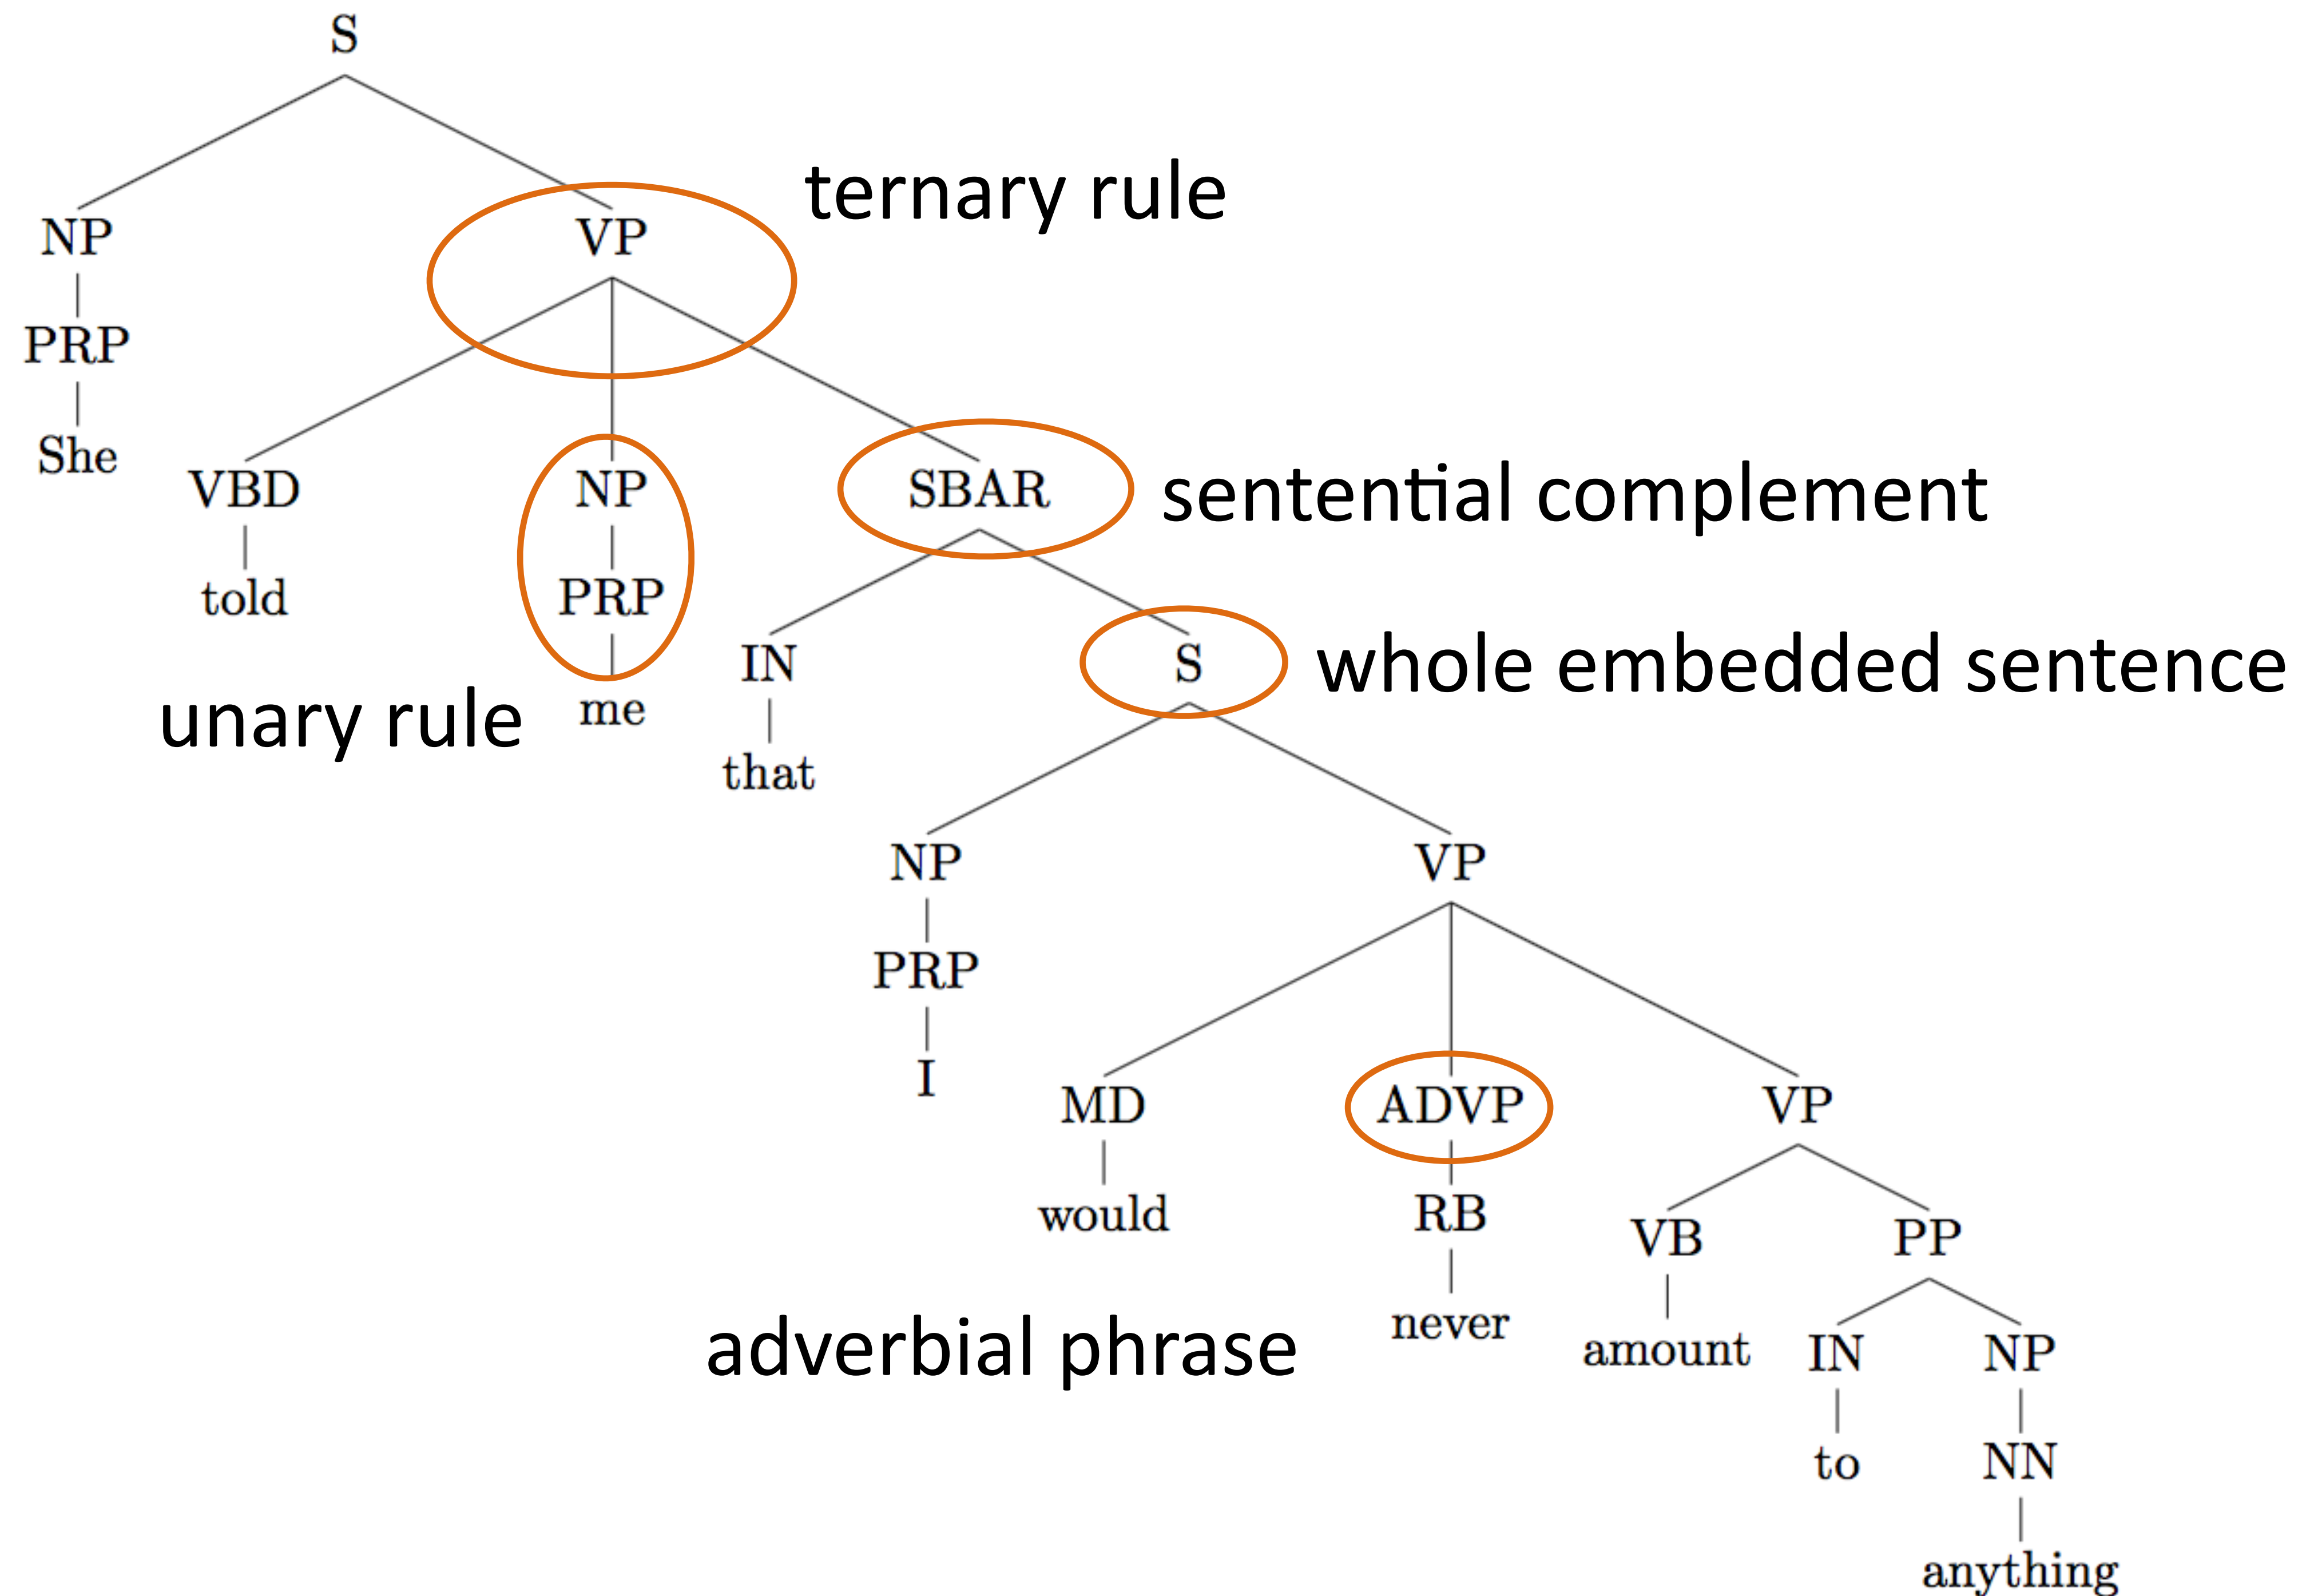 S
ternary rule
NP VP
PRP
She
VBD NP SBAR sentential complement
told PRP
IN S whole embedded sentence
unary rule me
that
NP VP
PRP
I
MD ADVP VP
would RB
VB PP
never
adverbial phrase amount IN NP
to NN
anything